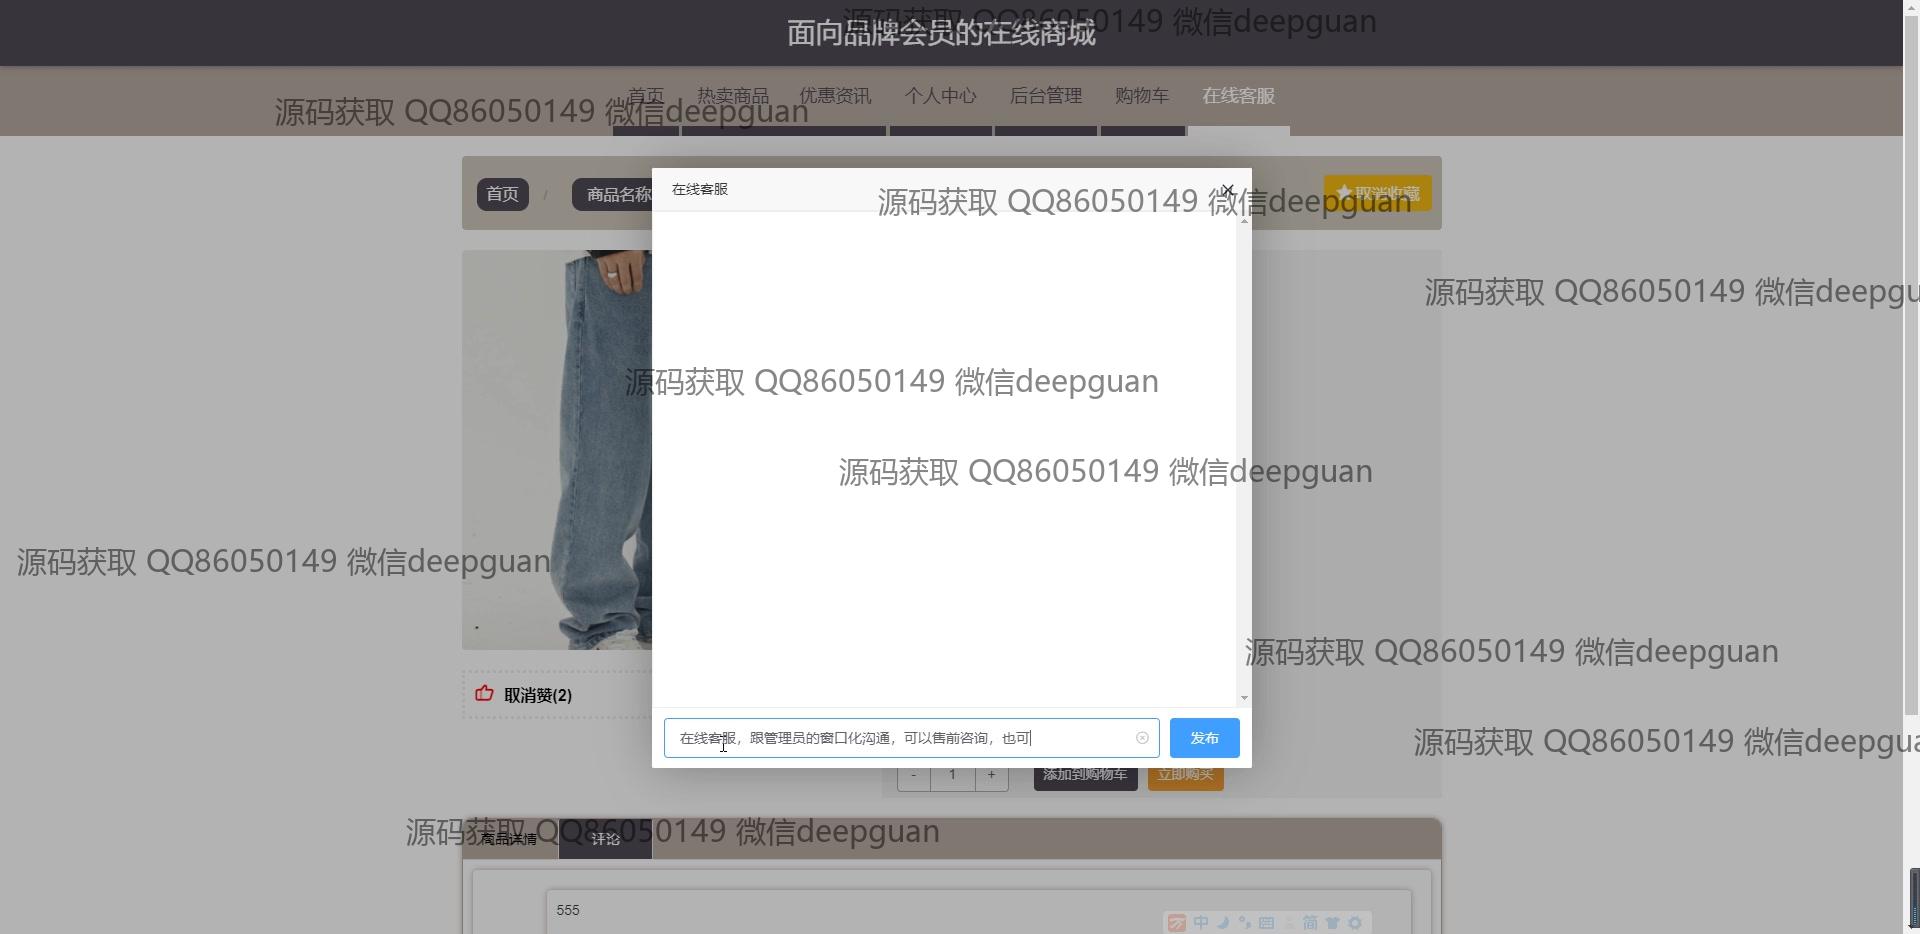 面向品牌会员的在线商城
源码获取 QQ86050149 微信deepguan
首页 热卖商品 优惠资讯 个人中心 后台管理 购物车 在线客服
源码获取 QQ86050149 微信deepguan
首页 / 商品名称
在线客服
取消收藏
源码获取 QQ86050149 微信deepguan
源码获取 QQ86050149 微信deepgu
源码获取 QQ86050149 微信deepguan
源码获取 QQ86050149 微信deepguan
源码获取 QQ86050149 微信deepguan
源码获取 QQ86050149 微信deepguan
取消赞(2)
在线客服，跟管理员的窗口化沟通，可以售前咨询，也可
发布
源码获取 QQ86050149 微信deepgua
- 1 + 添加到购物车 立即购买
源码获取 QQ86050149 微信deepguan
商品详情 评论
555
中 简